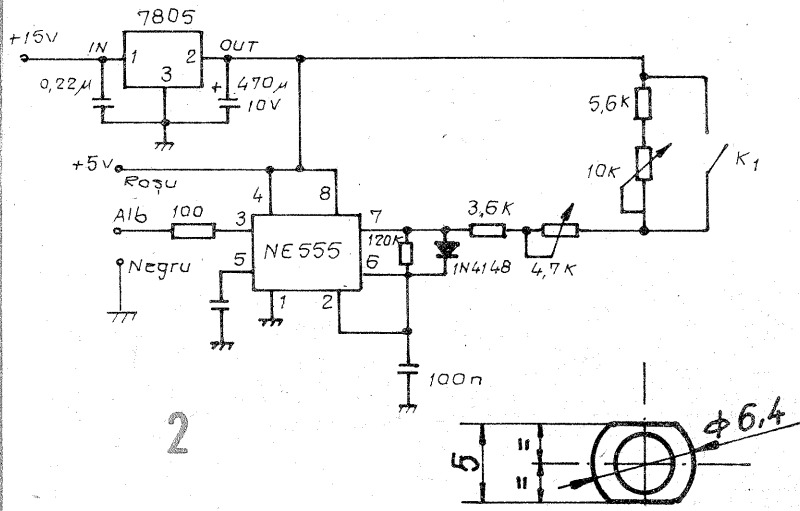 7805
+15V
IN
1
2
OUT
3
0,22µ
+
470µ
10V
5,6K
10K
K1
+5V
Roșu
4
8
Alb
100
3
NE555
7
3,6K
120K
5
6
1N4148
4,7K
Negru
1
2
100n
2
ϕ6,4
5
=
=